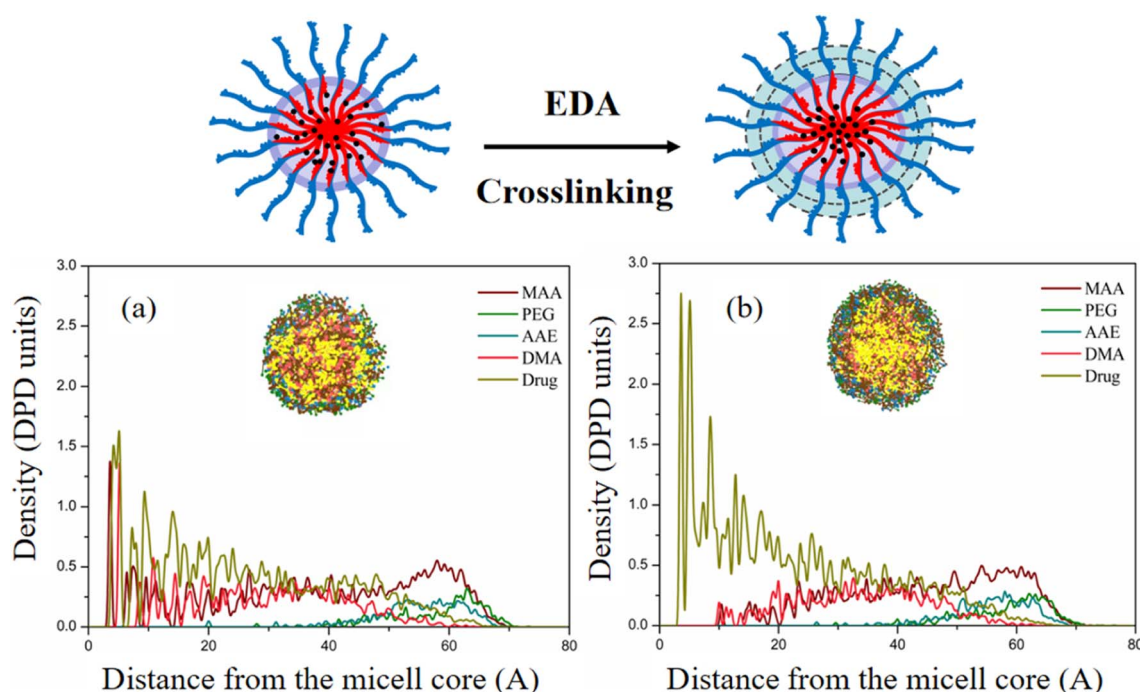 EDA
Crosslinking
3.0
2.5
2.0
1.5
1.0
0.5
0.0
Density (DPD units)
(a)
MAA
PEG
AAE
DMA
Drug
0 20 40 60 80
Distance from the micell core (A)
3.0
2.5
2.0
1.5
1.0
0.5
0.0
Density (DPD units)
(b)
MAA
PEG
AAE
DMA
Drug
0 20 40 60 80
Distance from the micell core (A)